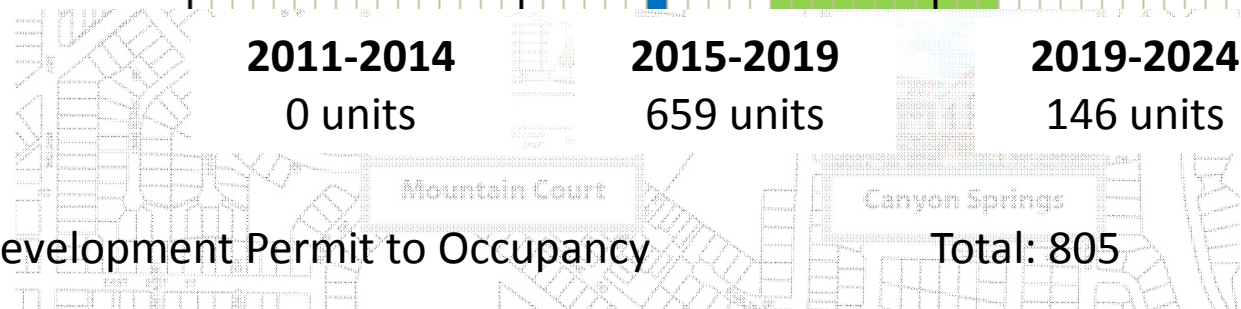 2011-2014 2015-2019 2019-2024
0 units 659 units 146 units
Mountain Court Canyon Springs
evelopment Permit to Occupancy Total: 805